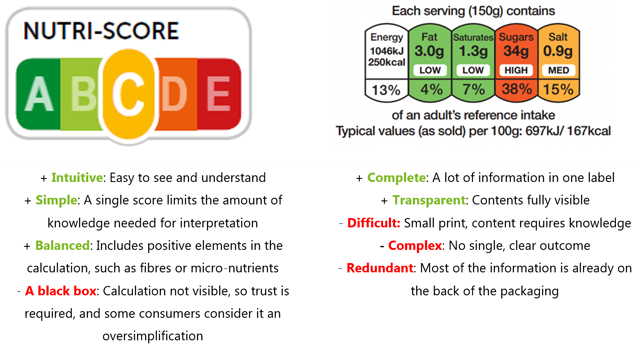 NUTRI-SCORE
A B C D E
+ Intuitive: Easy to see and understand
+ Simple: A single score limits the amount of
knowledge needed for interpretation
+ Balanced: Includes positive elements in the
calculation, such as fibres or micro-nutrients
- A black box: Calculation not visible, so trust is
required, and some consumers consider it an
oversimplification
Each serving (150g) contains
Energy Fat Saturates Sugars Salt
1046kJ 3.0g 1.3g 34g 0.9g
250kcal LOW LOW HIGH MED
13% 4% 7% 38% 15%
of an adult's reference intake
Typical values (as sold) per 100g: 697kJ/ 167kcal
+ Complete: A lot of information in one label
+ Transparent: Contents fully visible
- Difficult: Small print, content requires knowledge
- Complex: No single, clear outcome
- Redundant: Most of the information is already on
the back of the packaging